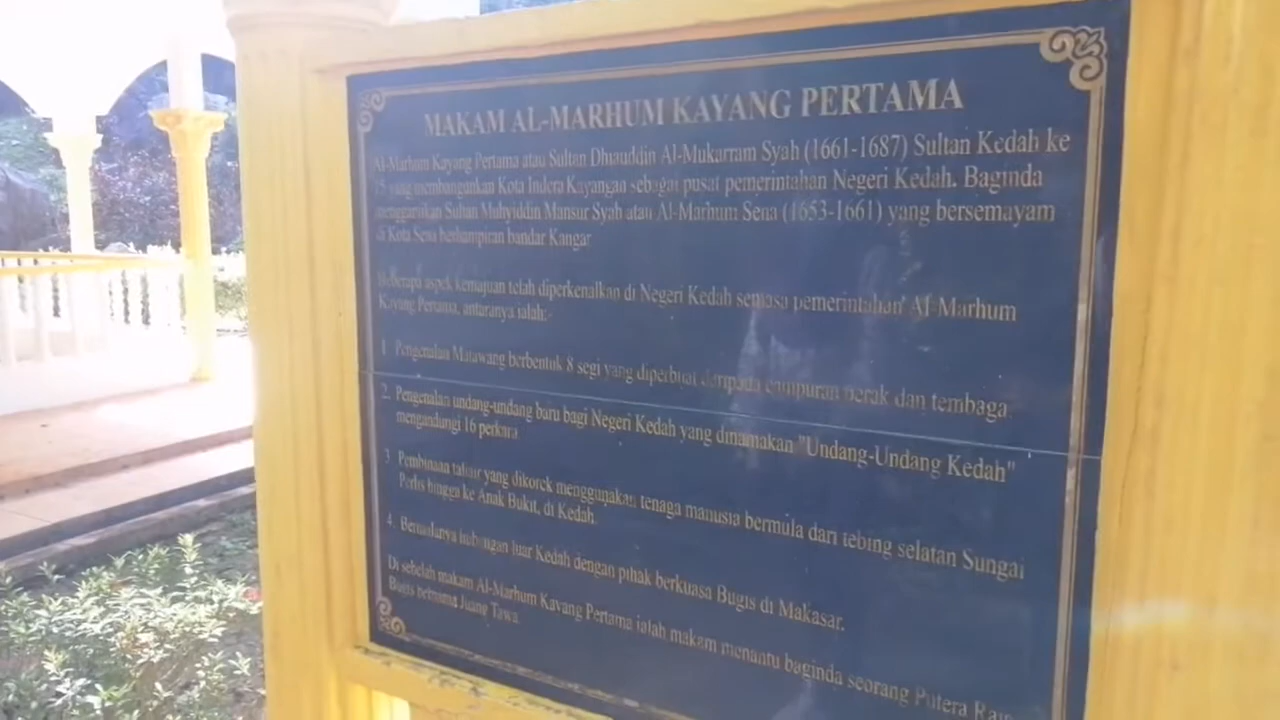 MAKAM AL-MARHUM KAYANG PERTAMA
Al-Marhum Kayang Pertama atau Sultan Dhiauddin Al-Mukarram Syah (1661-1687) Sultan Kedah ke
15 yang membangunkan Kota Indera Kayangan sebagai pusat pemerintahan Negeri Kedah. Baginda
menggantikan Sultan Muhyiddin Mansur Syah atau Al-Marhum Sena (1653-1661) yang bersemayam
di Kota Sena berhampiran bandar Kangar
Beberapa aspek kemajuan telah diperkenalkan di Negeri Kedah semasa pemerintahan Al-Marhum
Kayang Pertama, antaranya ialah:-
1 Pengenalan Matawang berbentuk 8 segi yang diperbuat daripada campuran perak dan tembaga.
2. Pengenalan undang-undang baru bagi Negeri Kedah yang dinamakan "Undang-Undang Kedah"
mengandungi 16 perkara
3 Pembinaan taliair yang dikorek menggunakan tenaga manusia bermula dari tebing selatan Sungai
Perlis hingga ke Anak Bukit, di Kedah.
4. Bermulanya hubungan luar Kedah dengan pihak berkuasa Bugis di Makasar.
Di sebelah makam Al-Marhum Kayang Pertama ialah makam menantu baginda seorang Putera Raja
Bugis bernama Juang Tawa